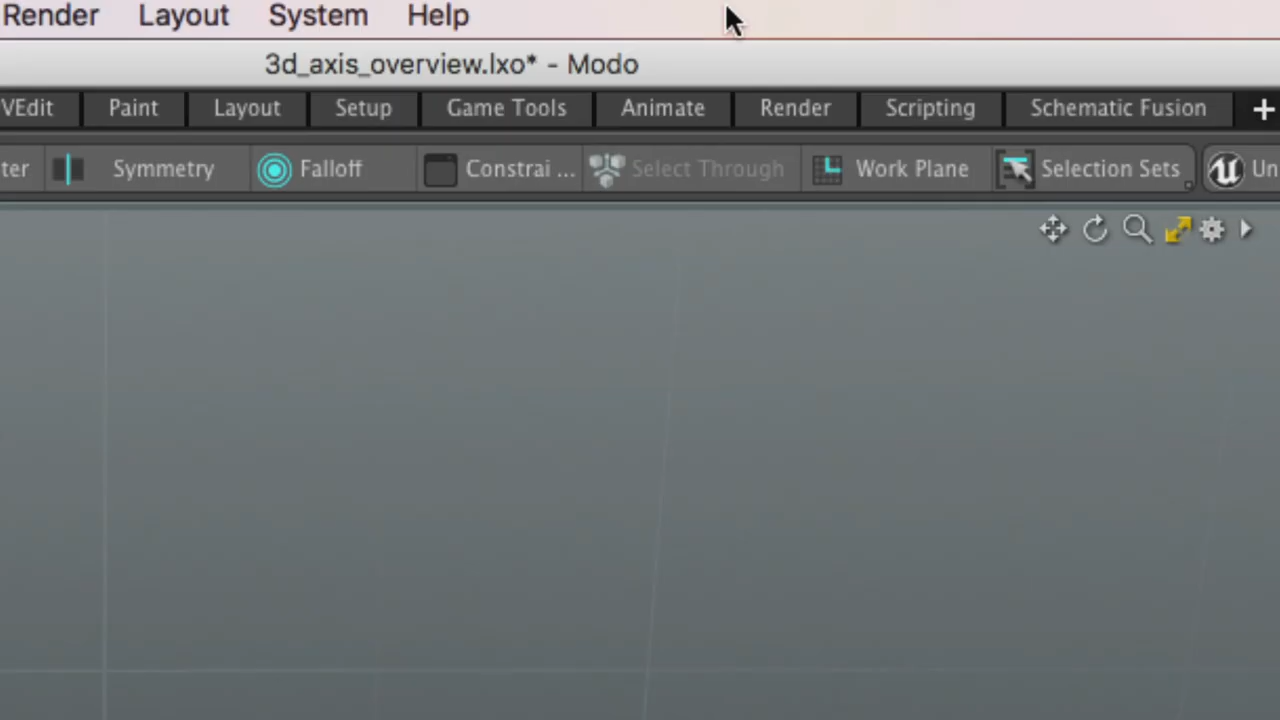 Render Layout System Help
3d_axis_overview.lxo* - Modo
VEdit Paint Layout Setup Game Tools Animate Render Scripting Schematic Fusion +
ter Symmetry Falloff Constrai ... Select Through Work Plane Selection Sets Un